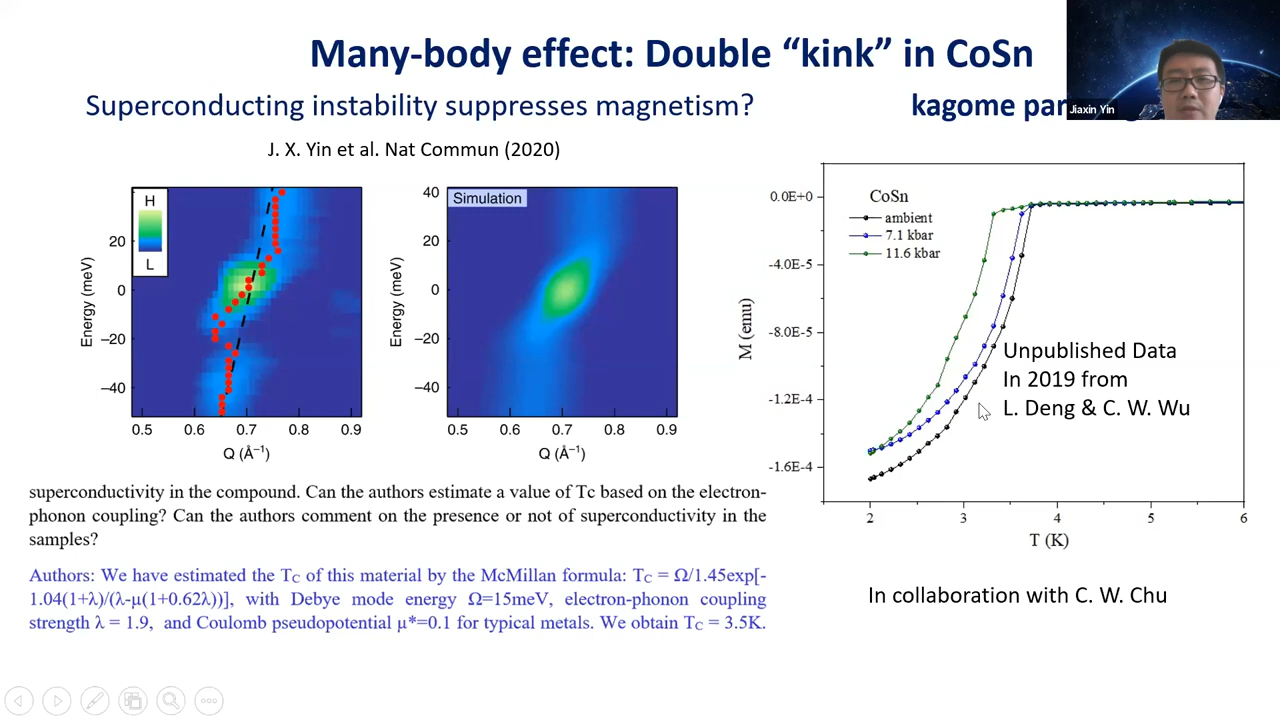 Many-body effect: Double “kink” in CoSn
Superconducting instability suppresses magnetism?
kagome
Jiaxin Yin
J. X. Yin et al. Nat Commun (2020)
H
L
20
0
−20
−40
Energy (meV)
0.5
0.7
0.8
0.9
Q (Å⁻¹)
Simulation
40
20
0
−20
−40
Energy (meV)
0.5
0.6
0.7
0.8
0.9
Q (Å⁻¹)
CoSn
ambient
7.1 kbar
11.6 kbar
0.0E+0
-4.0E-5
-8.0E-5
-1.2E-4
-1.6E-4
M (emu)
2
3
4
5
6
T (K)
Unpublished Data
In 2019 from
L. Deng & C. W. Wu
In collaboration with C. W. Chu
superconductivity in the compound. Can the authors estimate a value of Tc based on the electron-
phonon coupling? Can the authors comment on the presence or not of superconductivity in the
samples?
Authors: We have estimated the TC of this material by the McMillan formula: TC = Ω/1.45exp[-
1.04(1+λ)/(λ-μ(1+0.62λ))], with Debye mode energy Ω=15meV, electron-phonon coupling
strength λ = 1.9, and Coulomb pseudopotential μ*=0.1 for typical metals. We obtain TC = 3.5K.